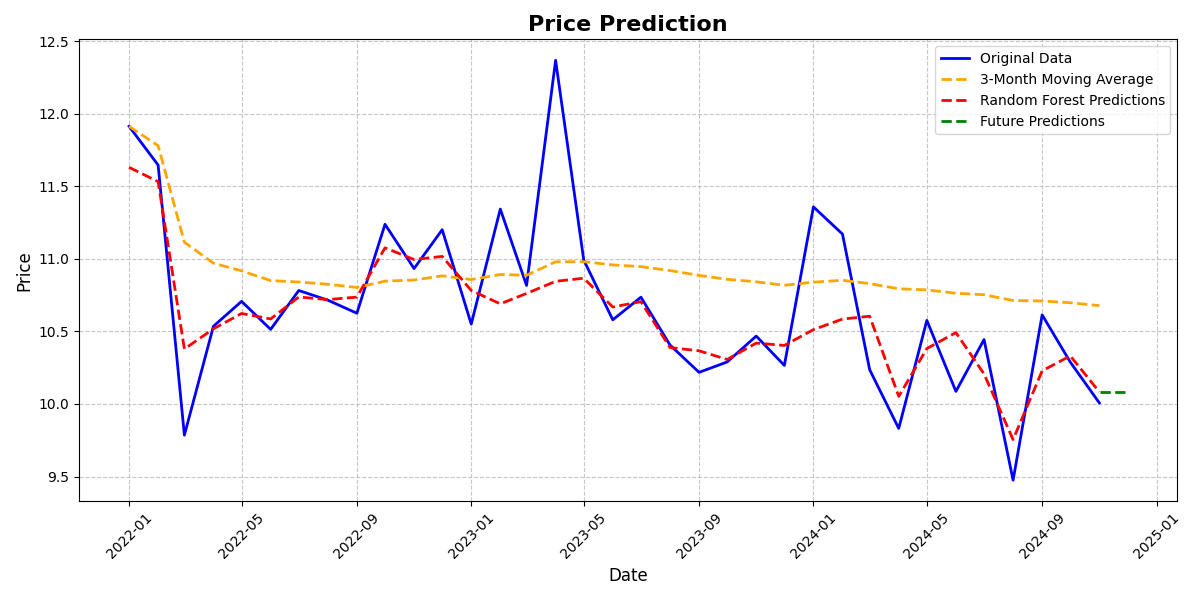 Price Prediction
12.5
12.0
11.5
11.0
10.5
10.0
9.5
Price
Original Data
3-Month Moving Average
Random Forest Predictions
Future Predictions
2022-01
2022-05
2022-09
2023-01
2023-05
2023-09
2024-01
2024-05
2024-09
2025-01
Date